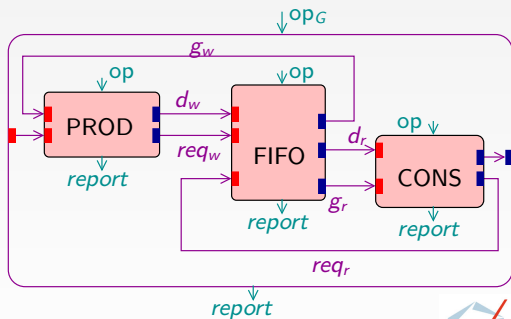 op_G
g_w
op
op
d_w
d_r
op
PROD
req_w
FIFO
CONS
report
g_r
report
report
req_r
report